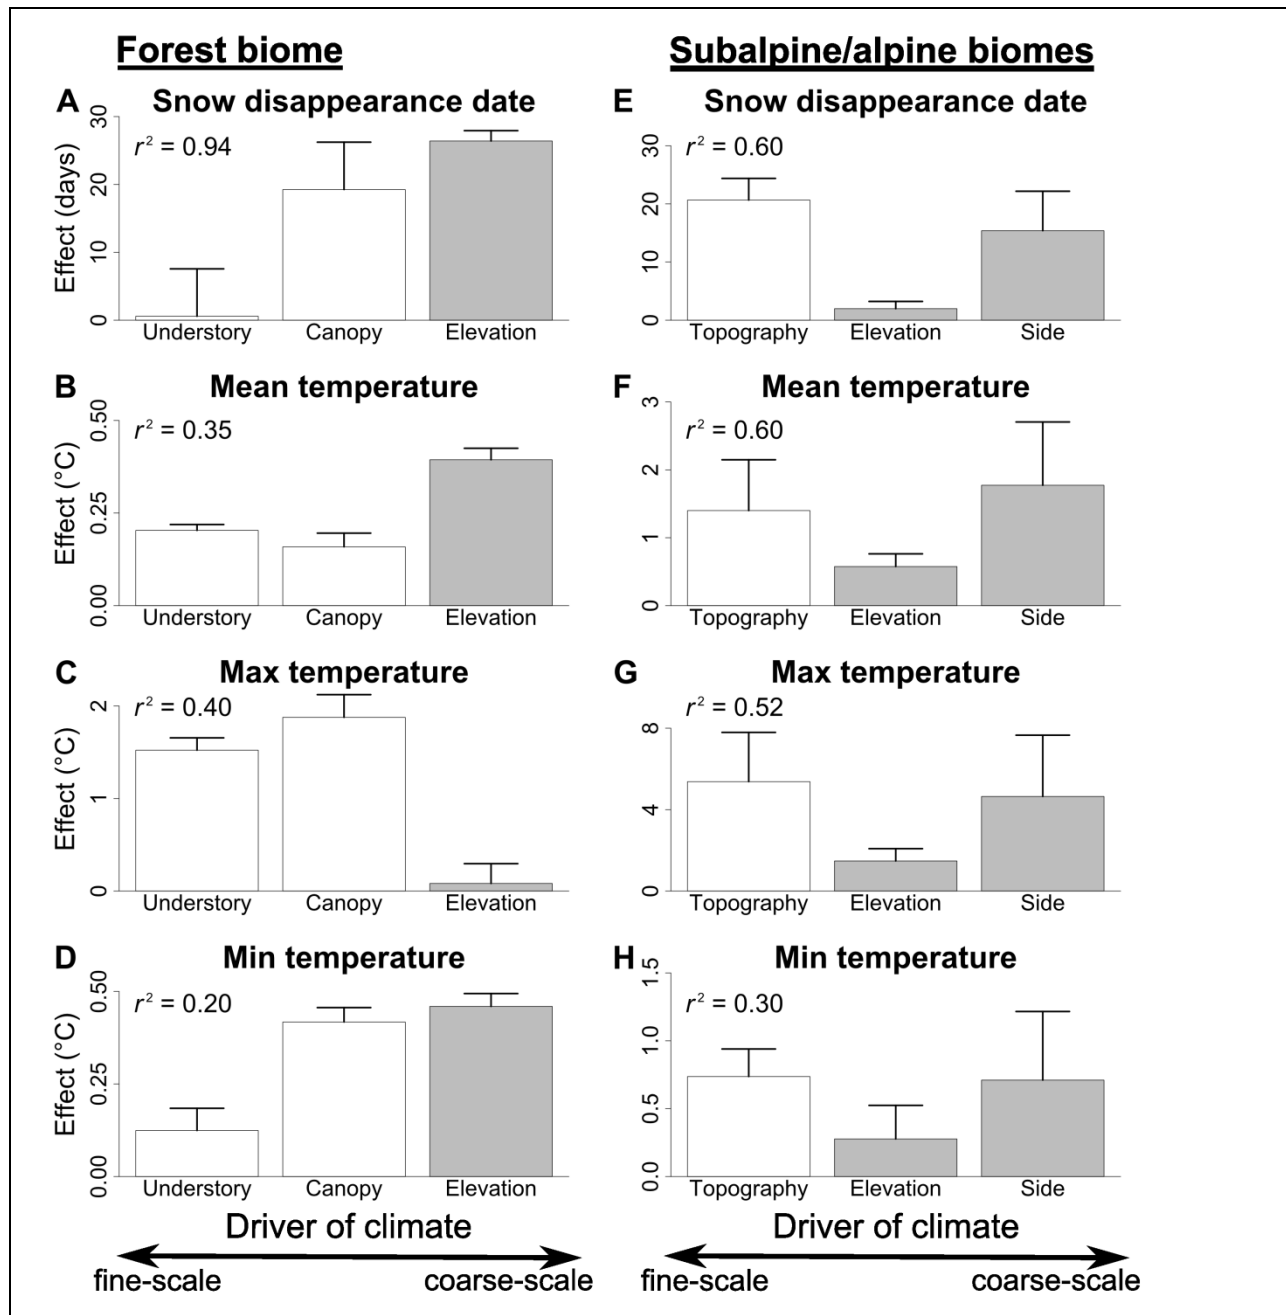 Forest biome
A Snow disappearance date
r² = 0.94
Effect (days)
0 10 20 30
Understory Canopy Elevation
B Mean temperature
r² = 0.35
Effect (°C)
0.00 0.25 0.50
Understory Canopy Elevation
C Max temperature
r² = 0.40
Effect (°C)
0 1 2
Understory Canopy Elevation
D Min temperature
r² = 0.20
Effect (°C)
0.00 0.25 0.50
Understory Canopy Elevation
Driver of climate
fine-scale coarse-scale
Subalpine/alpine biomes
E Snow disappearance date
r² = 0.60
0 10 20 30
Topography Elevation Side
F Mean temperature
r² = 0.60
0 1 2 3
Topography Elevation Side
G Max temperature
r² = 0.52
0 4 8
Topography Elevation Side
H Min temperature
r² = 0.30
0.0 0.5 1.0 1.5
Topography Elevation Side
Driver of climate
fine-scale coarse-scale